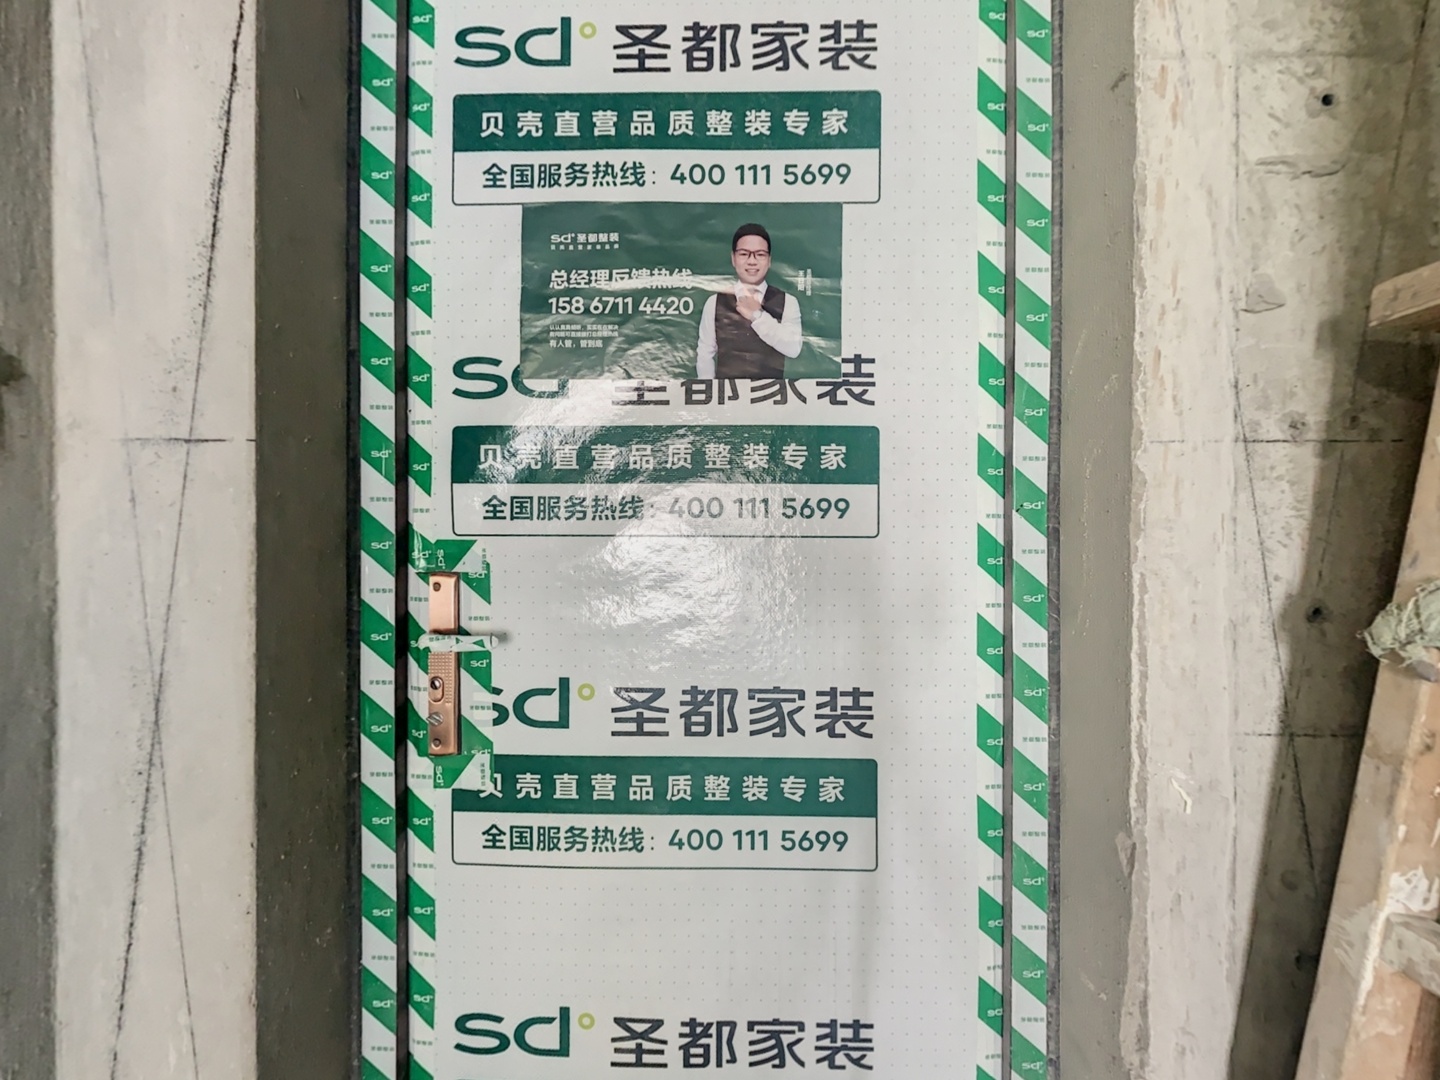 sd° 圣都家装
贝壳直营品质整装专家
全国服务热线：400 111 5699
sd° 圣都整装
总经理反馈热线
158 6711 4420
有人管，管到底
sd 圣都家装
贝壳直营品质整装专家
全国服务热线：400 111 5699
sd° 圣都家装
贝壳直营品质整装专家
全国服务热线：400 111 5699
sd° 圣都家装